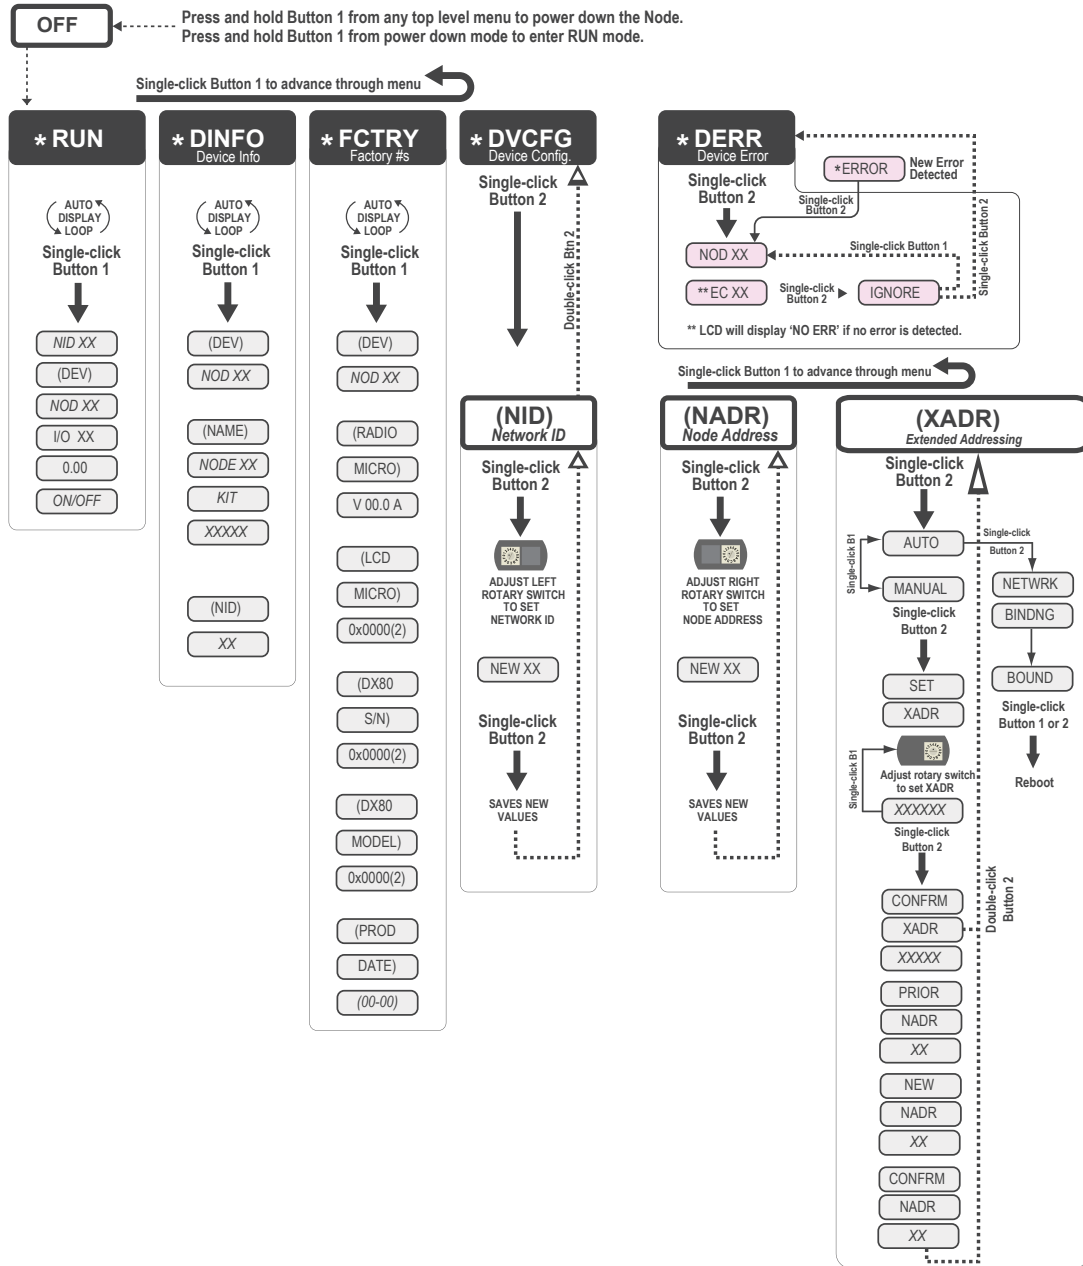 OFF
Press and hold Button 1 from any top level menu to power down the Node.
Press and hold Button 1 from power down mode to enter RUN mode.
Single-click Button 1 to advance through menu
* RUN
AUTO
DISPLAY
LOOP
Single-click
Button 1
NID XX
(DEV)
NOD XX
I/O XX
0.00
ON/OFF
* DINFO
Device Info
AUTO
DISPLAY
LOOP
Single-click
Button 1
(DEV)
NOD XX
(NAME)
NODE XX
KIT
XXXXX
(NID)
XX
* FCTRY
Factory #s
AUTO
DISPLAY
LOOP
Single-click
Button 1
(DEV)
NOD XX
(RADIO
MICRO)
V 00.0 A
(LCD
MICRO)
0x0000(2)
(DX80
S/N)
0x0000(2)
(DX80
MODEL)
0x0000(2)
(PROD
DATE)
(00-00)
* DVCFG
Device Config.
Single-click
Button 2
Double-click Btn 2
(NID)
Network ID
Single-click
Button 2
ADJUST LEFT
ROTARY SWITCH
TO SET
NETWORK ID
NEW XX
Single-click
Button 2
SAVES NEW
VALUES
* DERR
Device Error
Single-click
Button 2
*ERROR
New Error
Detected
Single-click
Button 2
NOD XX
Single-click Button 1
Single-click Button 2
** EC XX
Single-click
Button 2
IGNORE
** LCD will display ‘NO ERR’ if no error is detected.
Single-click Button 1 to advance through menu
(NADR)
Node Address
Single-click
Button 2
ADJUST RIGHT
ROTARY SWITCH
TO SET
NODE ADDRESS
NEW XX
Single-click
Button 2
SAVES NEW
VALUES
(XADR)
Extended Addressing
Single-click
Button 2
Single-click B1
AUTO
Single-click
Button 2
MANUAL
NETWRK
BINDNG
BOUND
Single-click
Button 1 or 2
Reboot
Single-click
Button 2
SET
XADR
Single-click B1
Adjust rotary switch
to set XADR
XXXXXX
Single-click
Button 2
CONFRM
XADR
XXXXX
Double-click
Button 2
PRIOR
NADR
XX
NEW
NADR
XX
CONFRM
NADR
XX